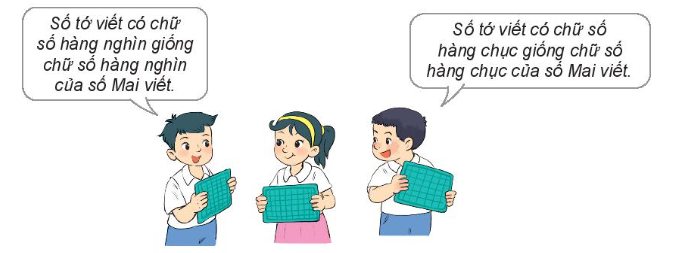 Số tớ viết có chữ
số hàng nghìn giống
chữ số hàng nghìn
của số Mai viết.
Số tớ viết có chữ số
hàng chục giống chữ số
hàng chục của số Mai viết.